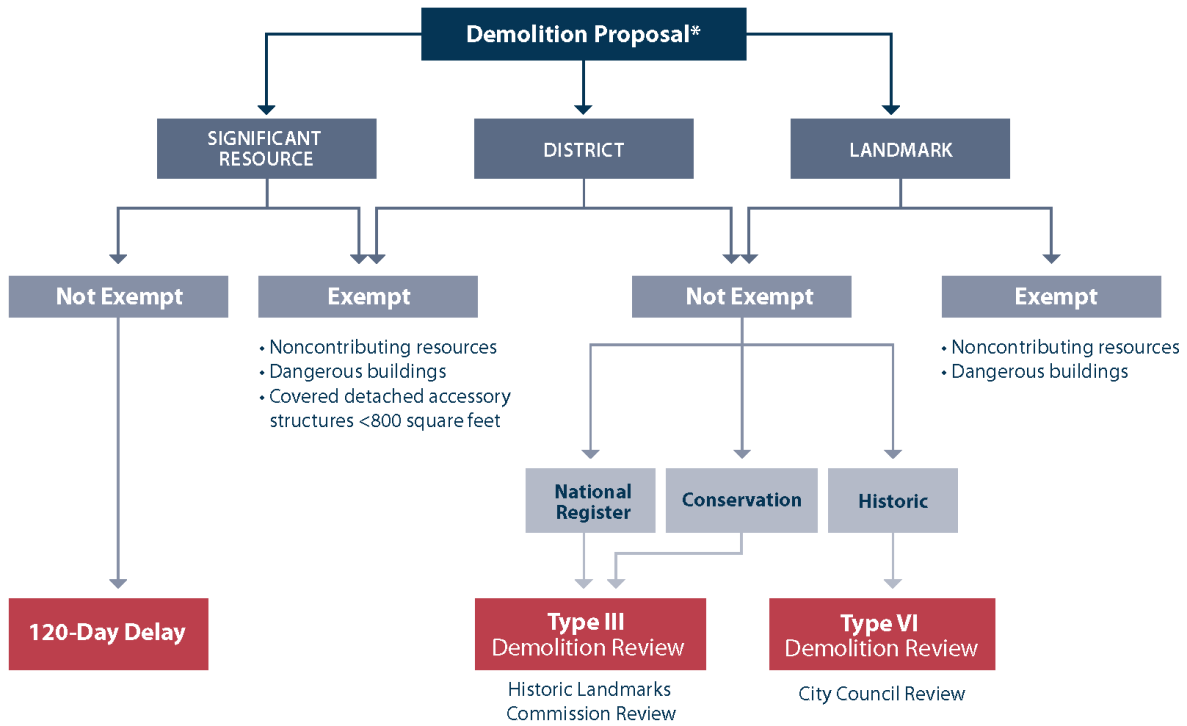 Demolition Proposal*
SIGNIFICANT
RESOURCE
DISTRICT
LANDMARK
Not Exempt
Exempt
Not Exempt
Exempt
• Noncontributing resources
• Dangerous buildings
• Covered detached accessory
structures <800 square feet
• Noncontributing resources
• Dangerous buildings
National
Register
Conservation
Historic
120-Day Delay
Type III
Demolition Review
Type VI
Demolition Review
Historic Landmarks
Commission Review
City Council Review